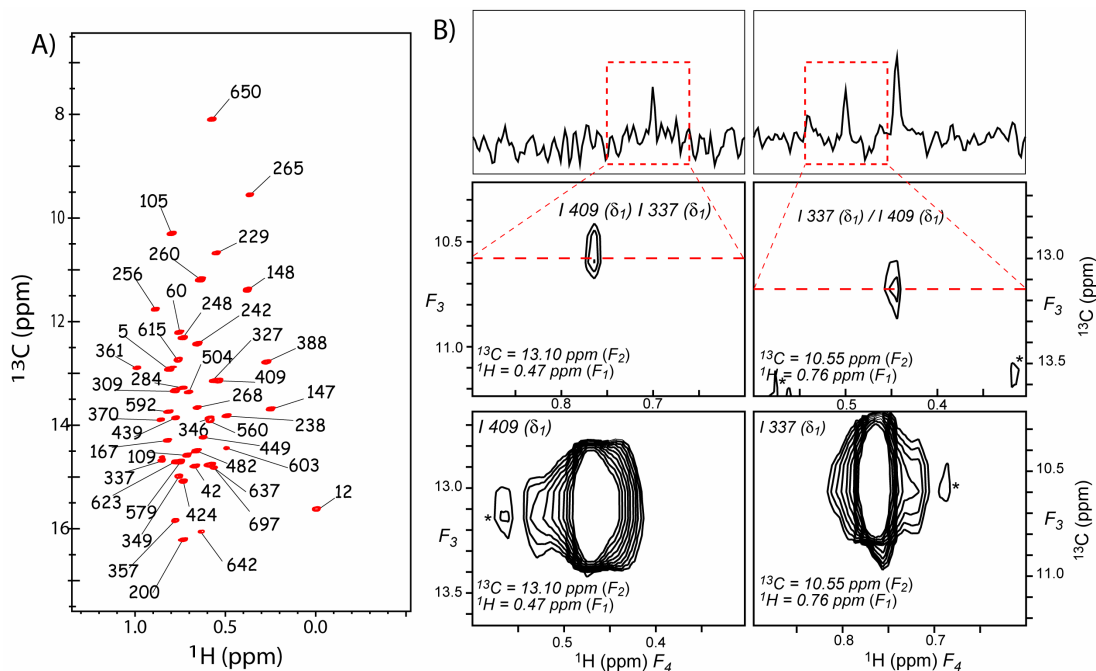 A)
650
8
265
105
10
229
260
148
256
60
248
242
12
615
327
5
504
388
361
409
284
309
147
268
592
14
370
346
238
439
560
449
167
109
603
482
337
637
623
42
12
579
424
697
16
349
642
357
200
1.0 0.5 0.0
1H (ppm)
13C (ppm)
B)
I 409 (δ1) I 337 (δ1)
10.5
F3
11.0
13C = 13.10 ppm (F2)
1H = 0.47 ppm (F1)
0.8 0.7
I 337 (δ1) / I 409 (δ1)
13.0
F3
13C (ppm)
13.5
*
*
13C = 10.55 ppm (F2)
1H = 0.76 ppm (F1)
0.5 0.4
I 409 (δ1)
13.0
*
F3
13.5
13C = 13.10 ppm (F2)
1H = 0.47 ppm (F1)
0.5 0.4
1H (ppm) F4
I 337 (δ1)
10.5
*
F3
13C (ppm)
11.0
13C = 10.55 ppm (F2)
1H = 0.76 ppm (F1)
0.8 0.7
1H (ppm) F4